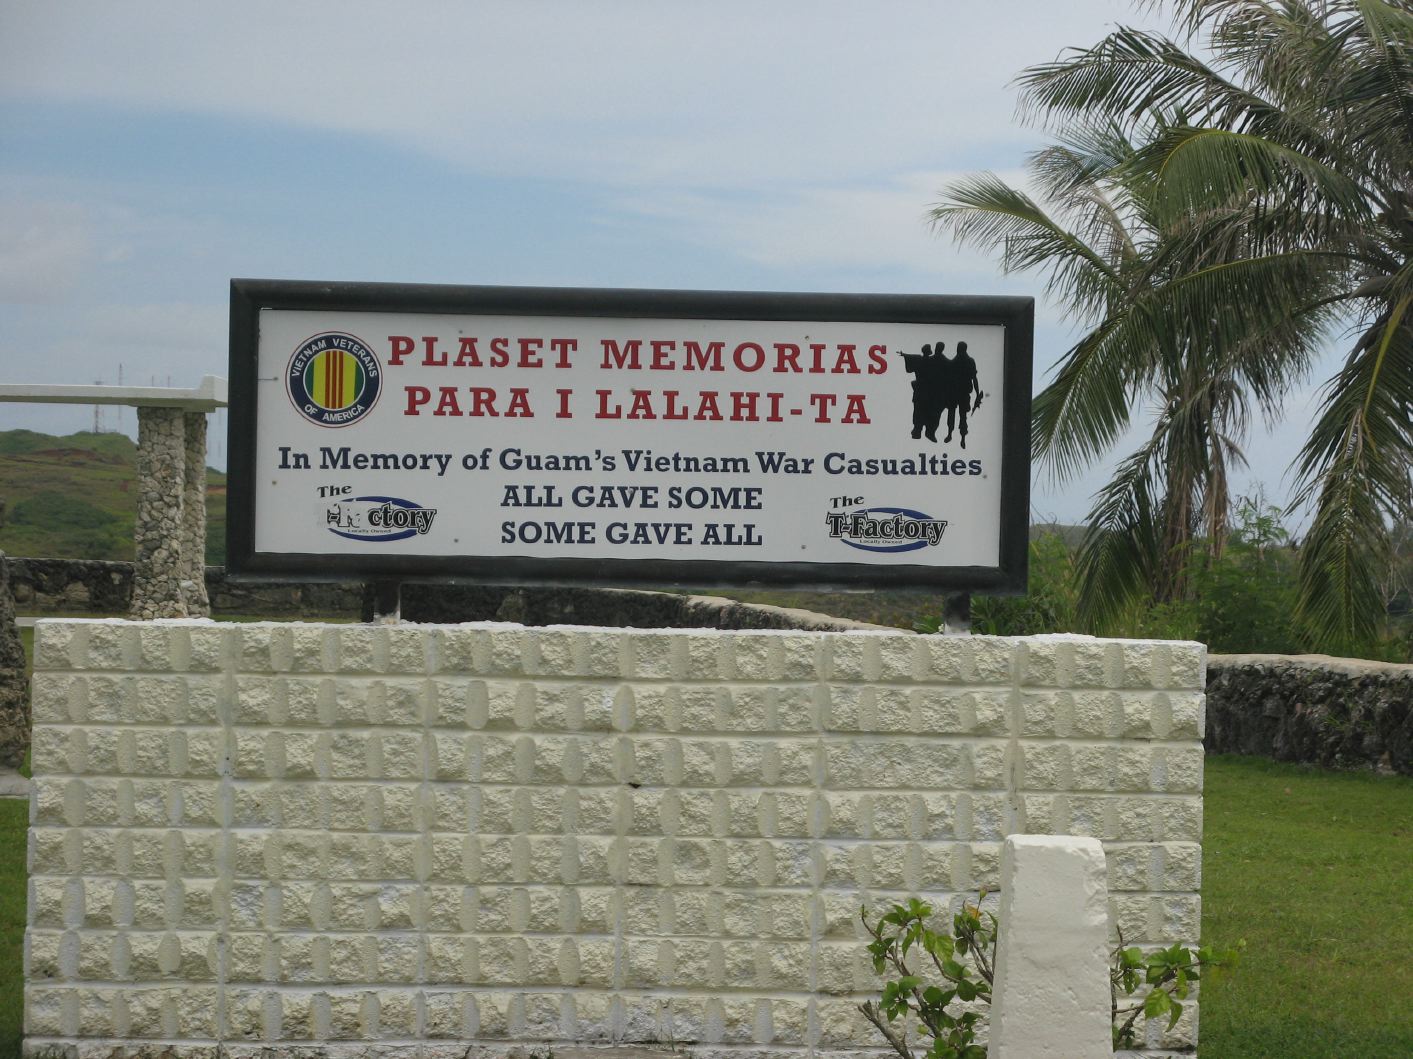 VIETNAM VETERANS
OF AMERICA
PLASET MEMORIAS
PARA I LALAHI-TA
In Memory of Guam's Vietnam War Casualties
ALL GAVE SOME
SOME GAVE ALL
The
Locally Owned
The
T-Factory
Locally Owned